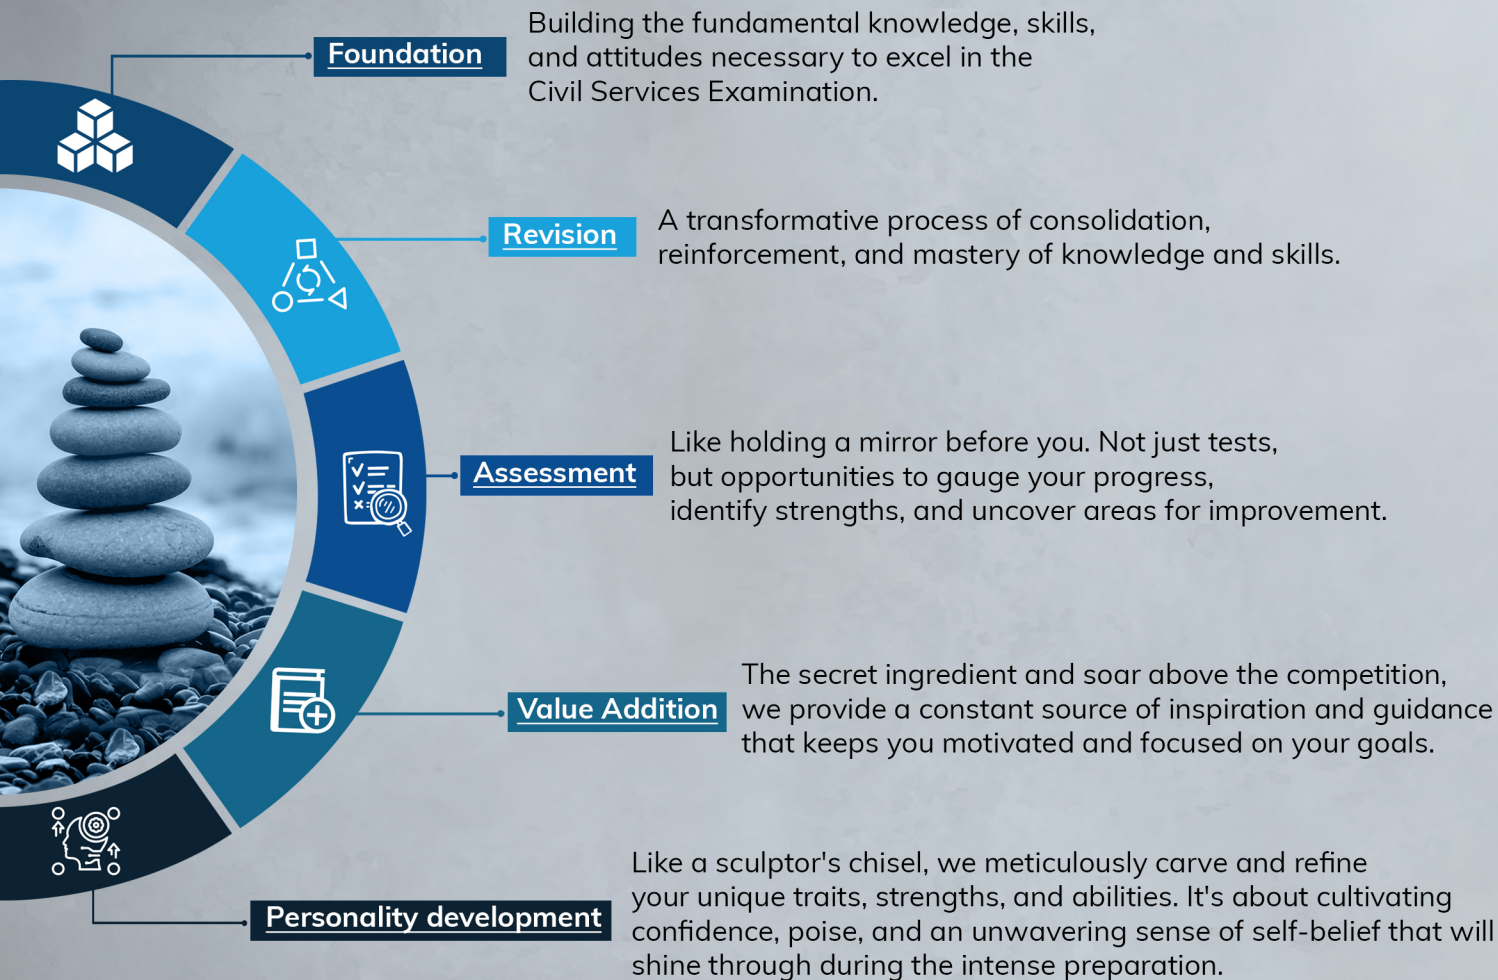 Foundation
Building the fundamental knowledge, skills,
and attitudes necessary to excel in the
Civil Services Examination.
Revision
A transformative process of consolidation,
reinforcement, and mastery of knowledge and skills.
Assessment
Like holding a mirror before you. Not just tests,
but opportunities to gauge your progress,
identify strengths, and uncover areas for improvement.
Value Addition
The secret ingredient and soar above the competition,
we provide a constant source of inspiration and guidance
that keeps you motivated and focused on your goals.
Personality development
Like a sculptor's chisel, we meticulously carve and refine
your unique traits, strengths, and abilities. It's about cultivating
confidence, poise, and an unwavering sense of self-belief that will
shine through during the intense preparation.